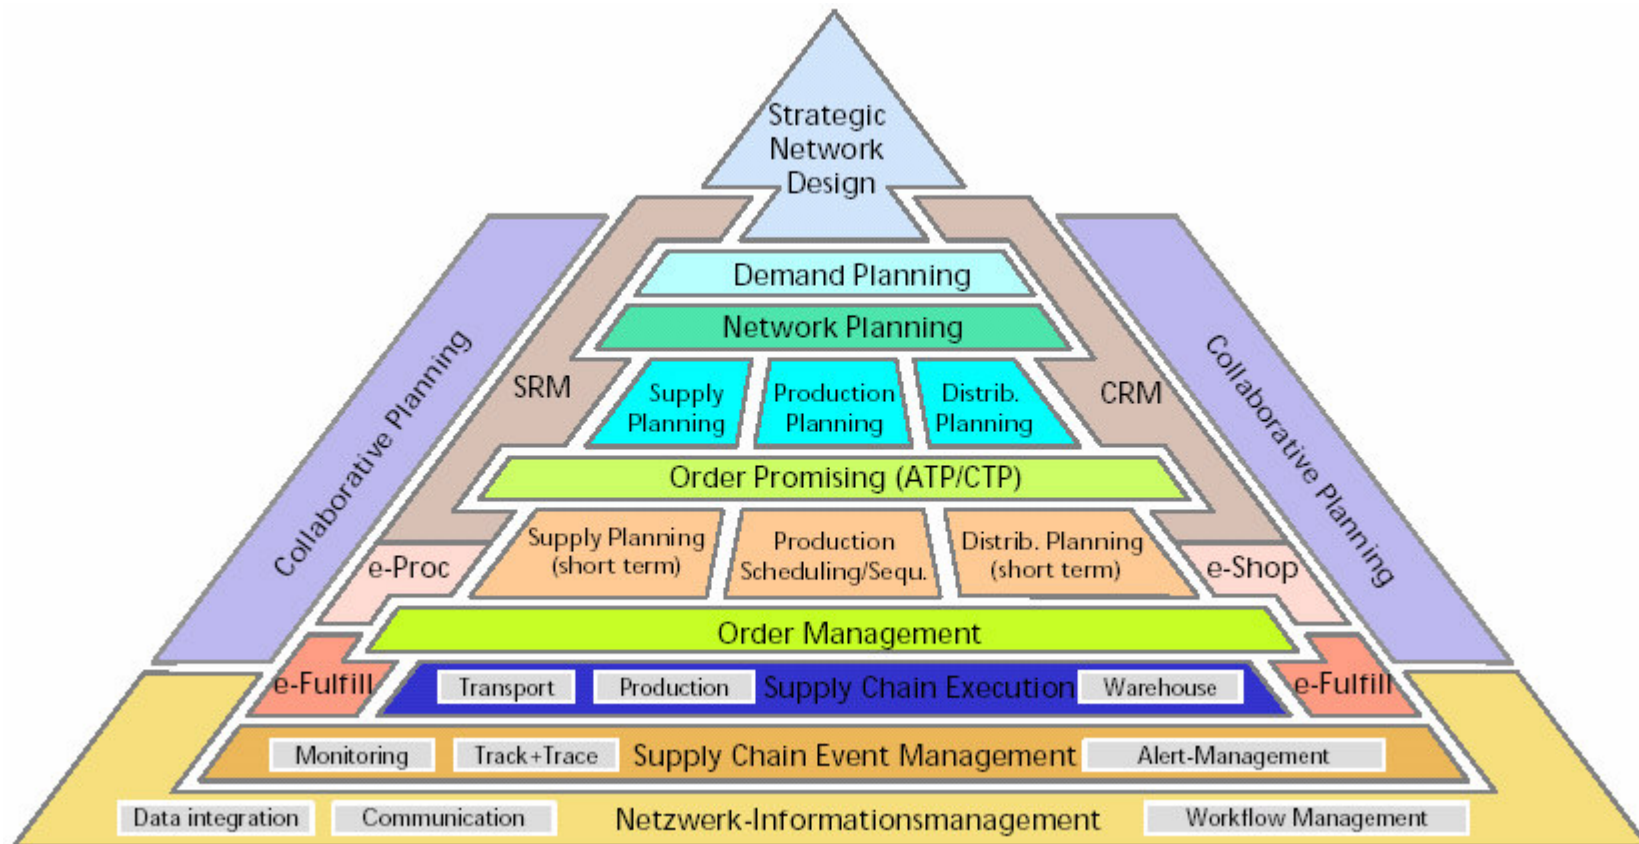 Strategic
Network
Design
Demand Planning
Network Planning
Collaborative Planning
SRM
Supply
Planning
Production
Planning
Distrib.
Planning
CRM
Collaborative Planning
Order Promising (ATP/CTP)
e-Proc
Supply Planning
(short term)
Production
Scheduling/Sequ.
Distrib. Planning
(short term)
e-Shop
Order Management
e-Fulfill
Transport
Production
Supply Chain Execution
Warehouse
e-Fulfill
Monitoring
Track+Trace
Supply Chain Event Management
Alert-Management
Data integration
Communication
Netzwerk-Informationsmanagement
Workflow Management